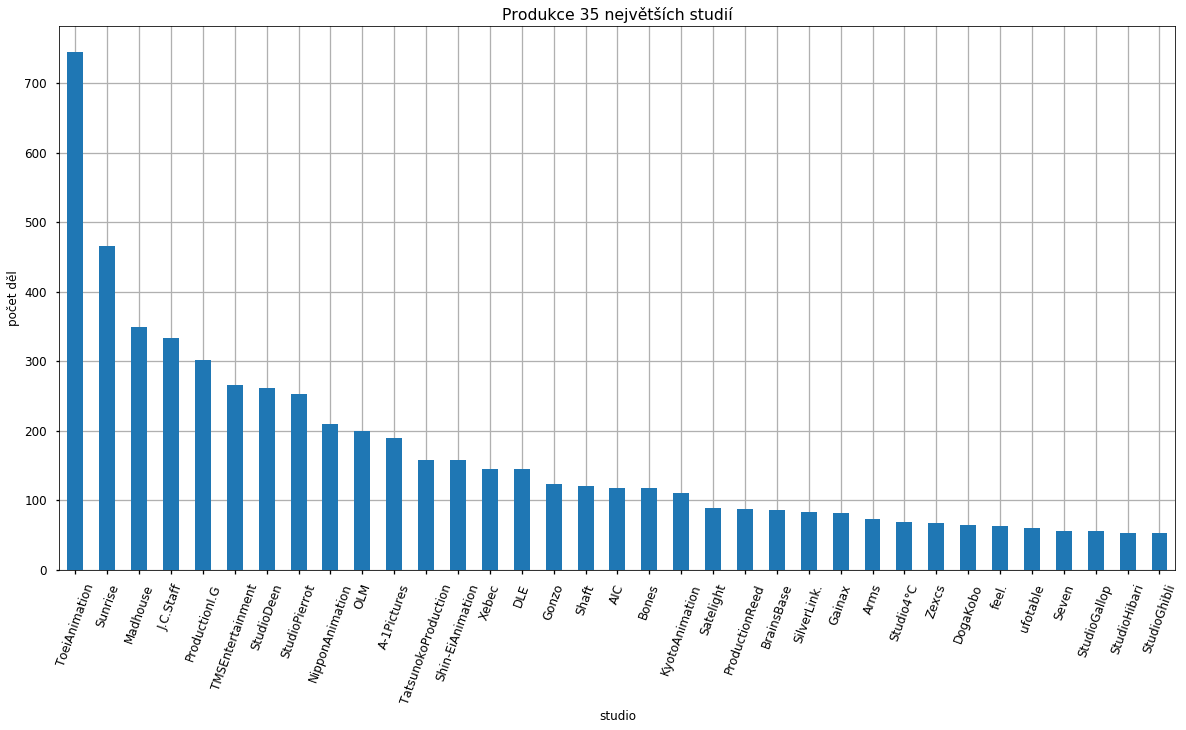 Produkce 35 největších studií
počet děl
700
600
500
400
300
200
100
0
ToeiAnimation
Sunrise
Madhouse
J.C.Staff
ProductionI.G
TMSEntertainment
StudioDeen
StudioPierrot
NipponAnimation
OLM
A-1Pictures
TatsunokoProduction
Shin-EiAnimation
Xebec
DLE
Gonzo
Shaft
AIC
Bones
KyotoAnimation
Satelight
ProductionReed
BrainsBase
SilverLink.
Gainax
Arms
Studio4°C
Zexcs
DogaKobo
feel.
ufotable
Seven
StudioGallop
StudioHibari
StudioGhibli
studio